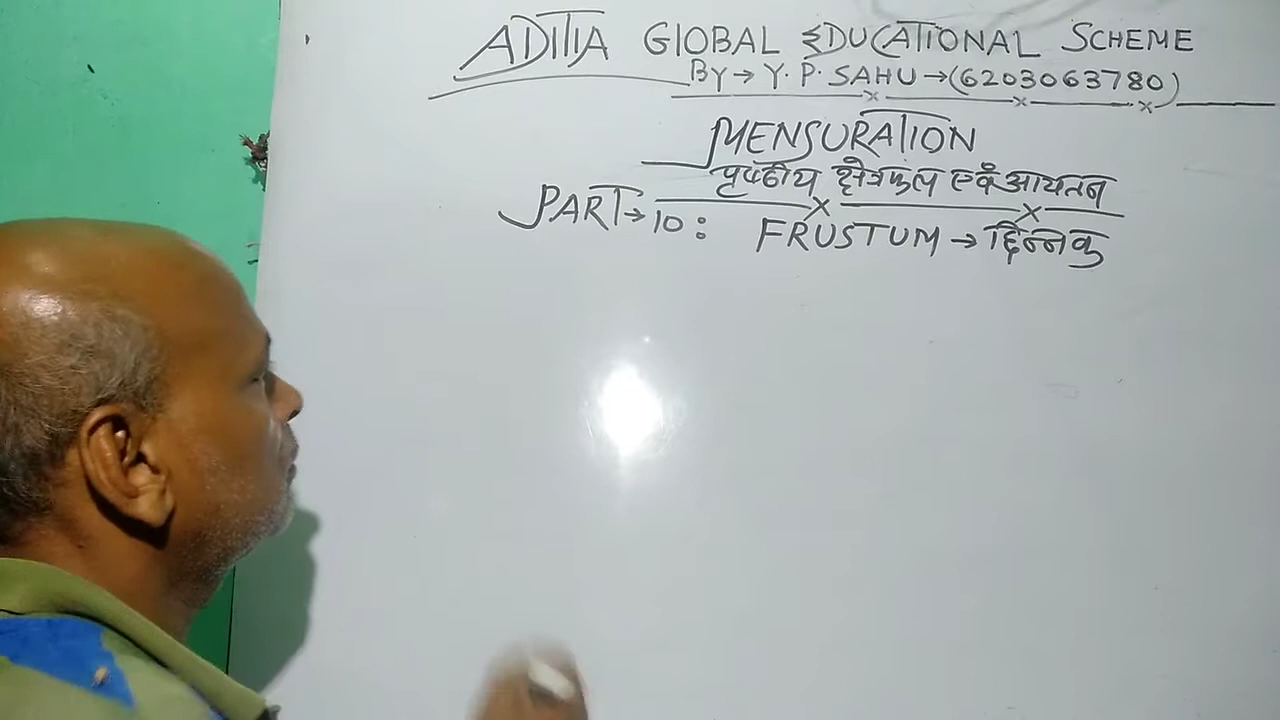 ADITIA GLOBAL EDUCATIONAL SCHEME
BY → Y. P. SAHU → (6203063780)
MENSURATION
पृष्ठीय क्षेत्रफल एवं आयतन
PART → 10: FRUSTUM → छिन्नक